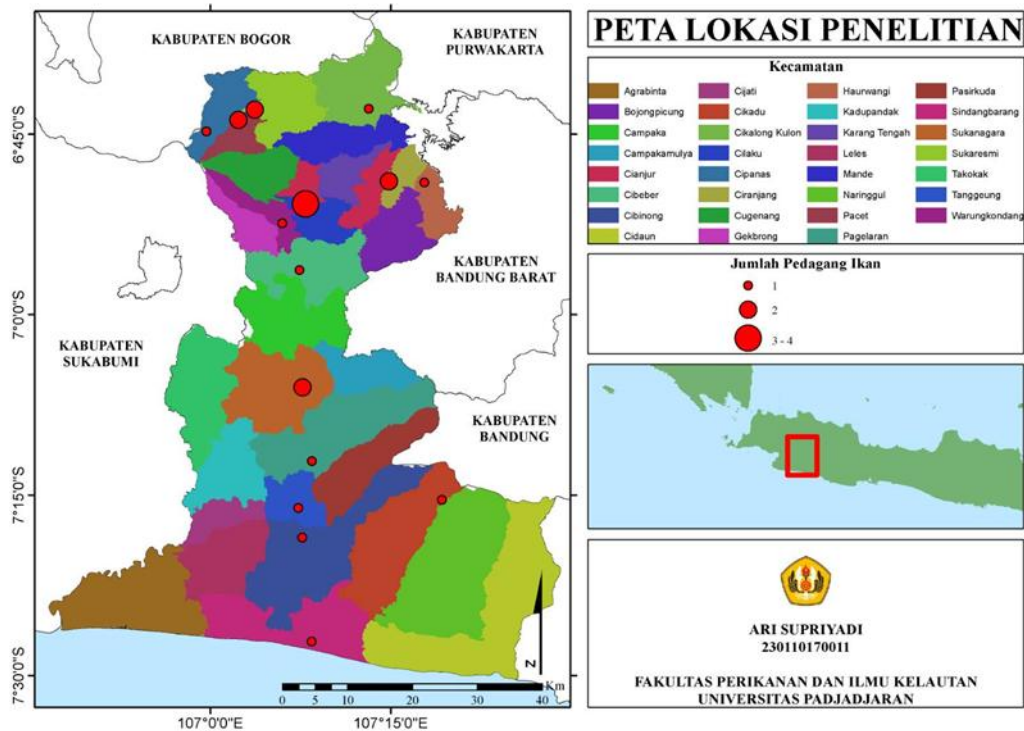 KABUPATEN BOGOR
KABUPATEN
PURWAKARTA
6°45'0"S
KABUPATEN
BANDUNG BARAT
7°0'0"S
KABUPATEN
SUKABUMI
KABUPATEN
BANDUNG
7°15'0"S
7°30'0"S
N
Km
0 5 10 20 30 40
107°0'0"E
107°15'0"E
PETA LOKASI PENELITIAN
Kecamatan
Agrabinta
Bojongpicung
Campaka
Campakamulya
Cianjur
Cibeber
Cibinong
Cidaun
Cijati
Cikadu
Cikalong Kulon
Cilaku
Cipanas
Ciranjang
Cugenang
Gekbrong
Haurwangi
Kadupandak
Karang Tengah
Leles
Mande
Naringgul
Pacet
Pagelaran
Pasirkuda
Sindangbarang
Sukanagara
Sukaresmi
Takokak
Tanggeung
Warungkondang
Jumlah Pedagang Ikan
1
2
3 - 4
ARI SUPRIYADI
230110170011
FAKULTAS PERIKANAN DAN ILMU KELAUTAN
UNIVERSITAS PADJADJARAN